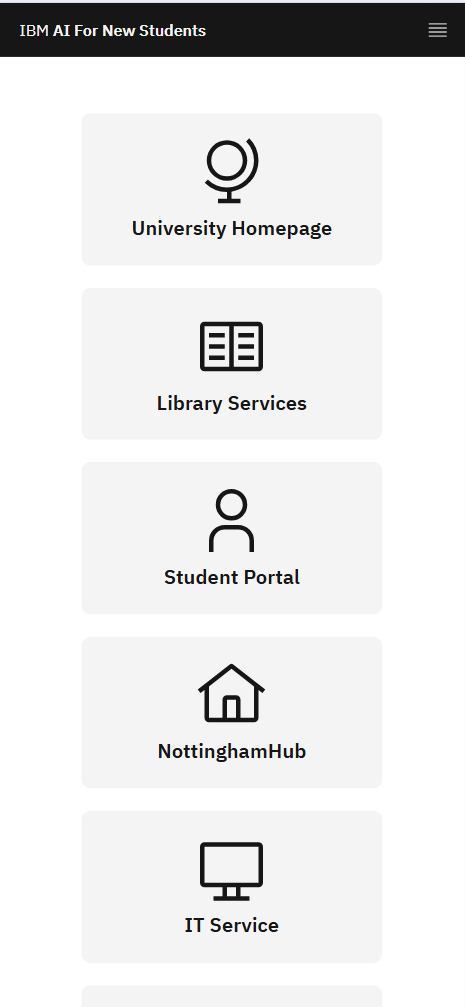 IBM AI For New Students
University Homepage
Library Services
Student Portal
NottinghamHub
IT Service